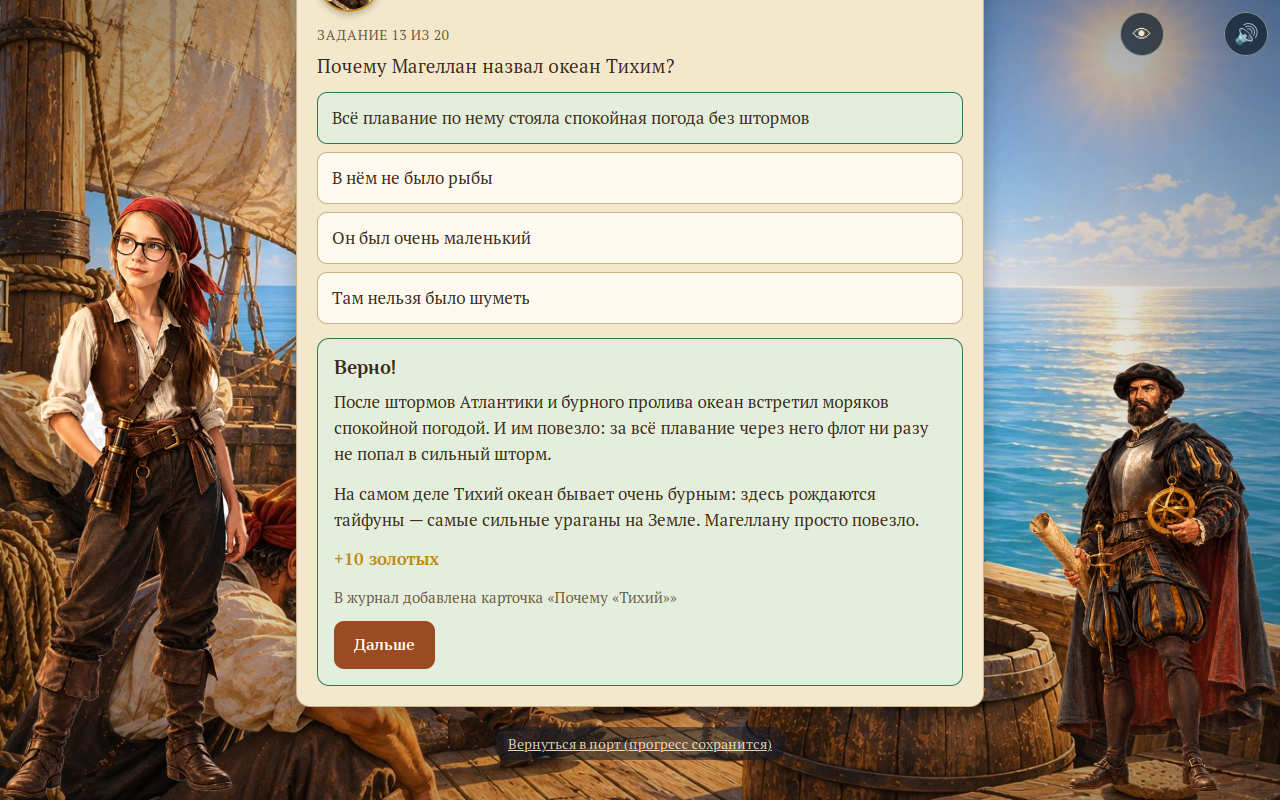 ЗАДАНИЕ 13 ИЗ 20
Почему Магеллан назвал океан Тихим?
Всё плавание по нему стояла спокойная погода без штормов
В нём не было рыбы
Он был очень маленький
Там нельзя было шуметь
Верно!
После штормов Атлантики и бурного пролива океан встретил моряков
спокойной погодой. И им повезло: за всё плавание через него флот ни разу
не попал в сильный шторм.
На самом деле Тихий океан бывает очень бурным: здесь рождаются
тайфуны — самые сильные ураганы на Земле. Магеллану просто повезло.
+10 золотых
В журнал добавлена карточка «Почему «Тихий»»
Дальше
Вернуться в порт (прогресс сохранится)